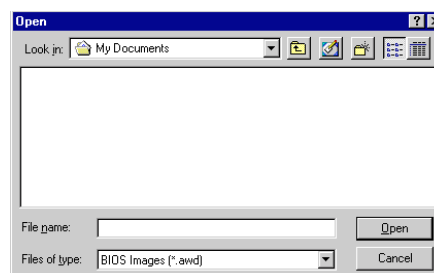 Open
Look in: My Documents
File name:
Open
Files of type: BIOS Images (*.awd)
Cancel